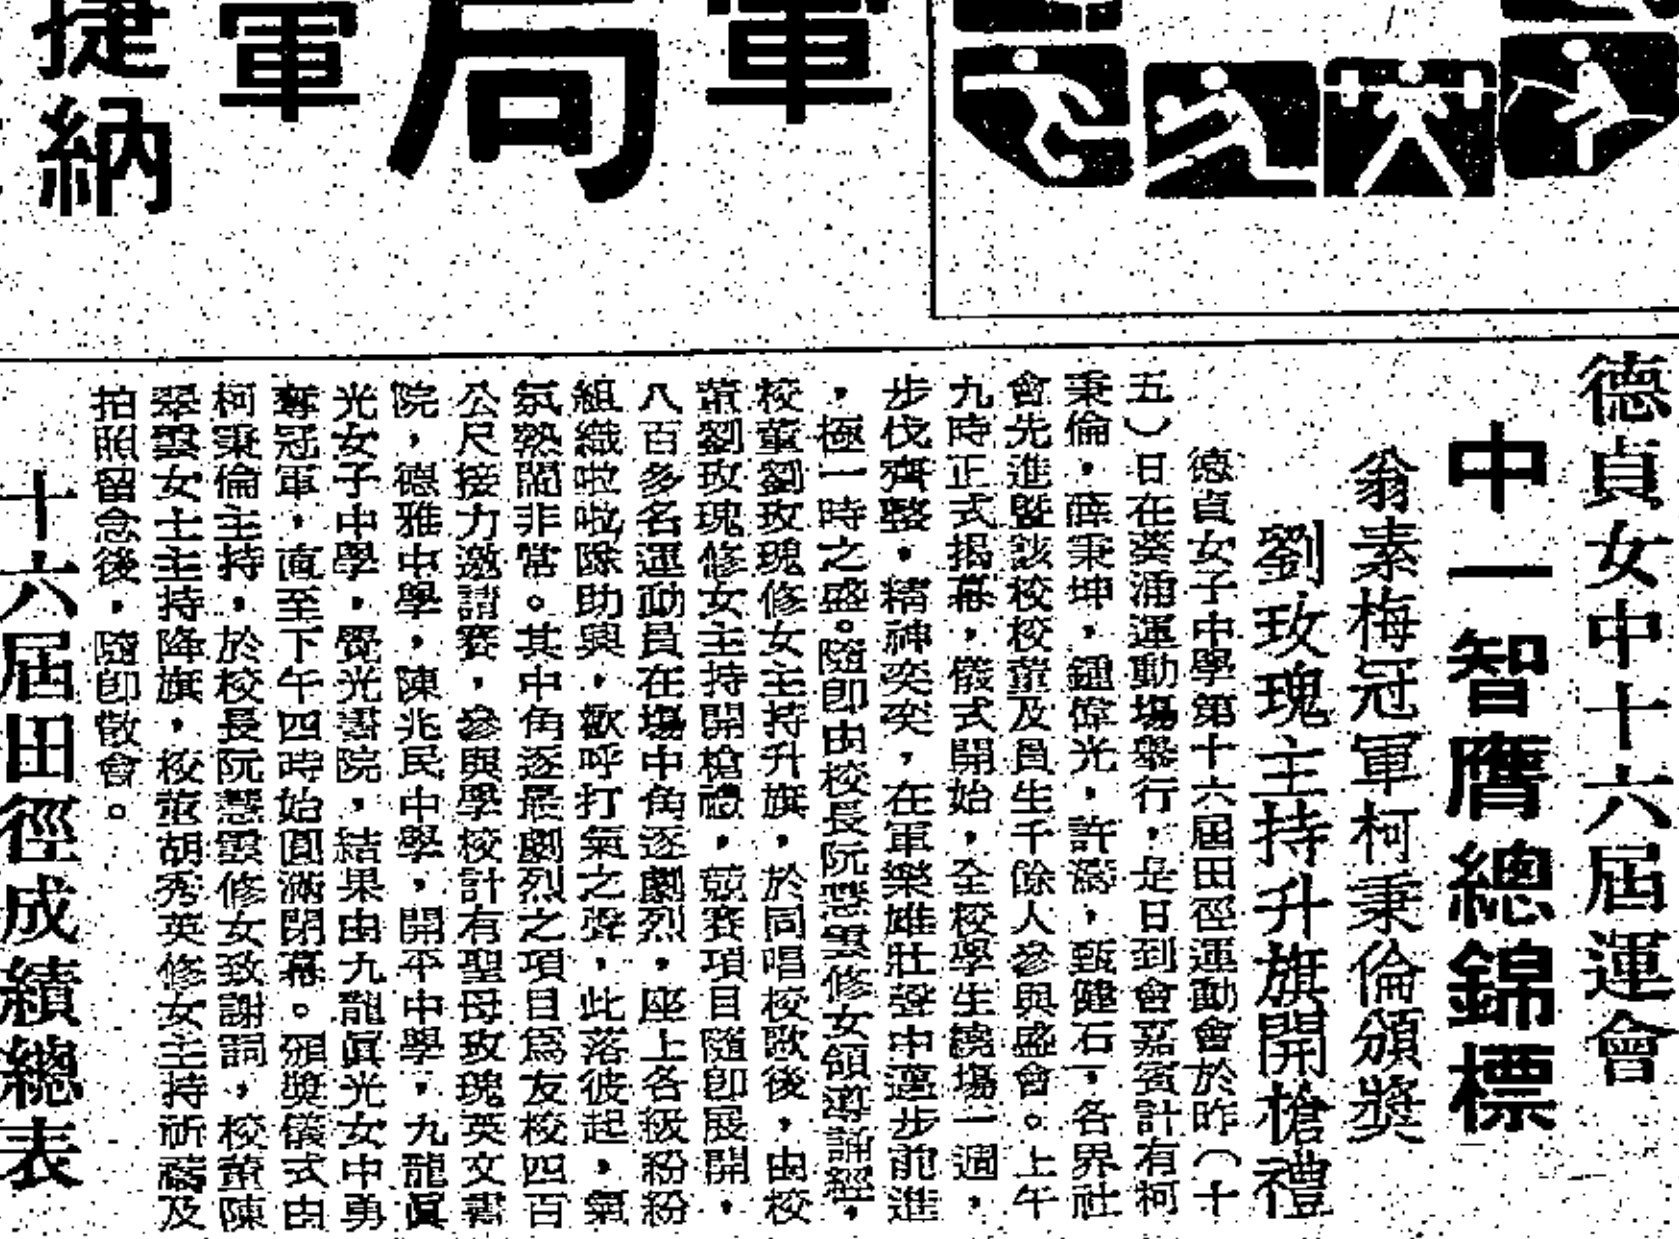 軍
局
軍
捷
納
德貞女中十六屆運會
中一智膺總錦標
翁素梅冠軍柯秉倫頒獎
劉玫瑰主持升旗開槍禮
德貞女子中學第十六屆田徑運動會於昨（十
五）日在葵涌運動場舉行，是日到會嘉賓計有柯
秉倫，薛秉坤，鍾偉光，許濤，甄健石，各界社
會先進暨該校校董及員生千餘人參與盛會。上午
九時正式揭幕，儀式開始，全校學生繞場一週，
步伐齊整，精神奕奕，在軍樂雄壯聲中邁步前進
，極一時之盛。隨即由校長阮慧雲修女領導誦經，
校董劉玫瑰修女主持升旗，於同唱校歌後，由校
董劉玫瑰修女主持開槍禮，競賽項目隨即展開，
八百多名運動員在場中角逐劇烈，座上各級紛紛
組織啦啦隊助興，歡呼打氣之聲，此落彼起，氣
氛熱鬧非常。其中角逐最劇烈之項目為友校四百
公尺接力邀請賽，參與學校計有聖母玫瑰英文書
院，德雅中學，陳兆民中學，開平中學，九龍眞
光女子中學，覺光書院，結果由九龍眞光女中勇
奪冠軍，直至下午四時始圓滿閉幕。頒獎儀式由
柯秉倫主持，於校長阮慧雲修女致謝詞，校董陳
翠雲女士主持降旗，校董胡秀英修女主持祈禱及
拍照留念後，隨即散會。
十六屆田徑成績總表